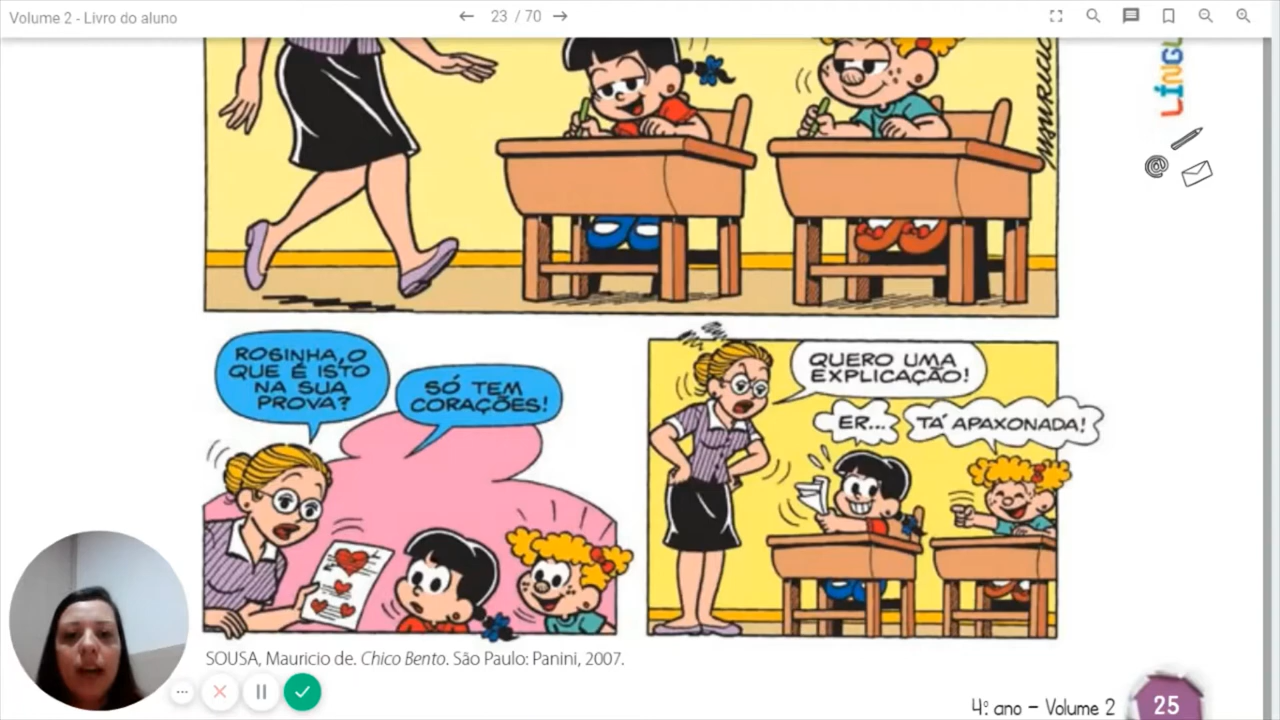 Volume 2 - Livro do aluno
23 / 70
LÍNGU
ROSINHA, O
QUE É ISTO
NA SUA
PROVA?
SÓ TEM
CORAÇÕES!
QUERO UMA
EXPLICAÇÃO!
ER...
TÁ APAXONADA!
SOUSA, Mauricio de. Chico Bento. São Paulo: Panini, 2007.
4º. ano – Volume 2
25